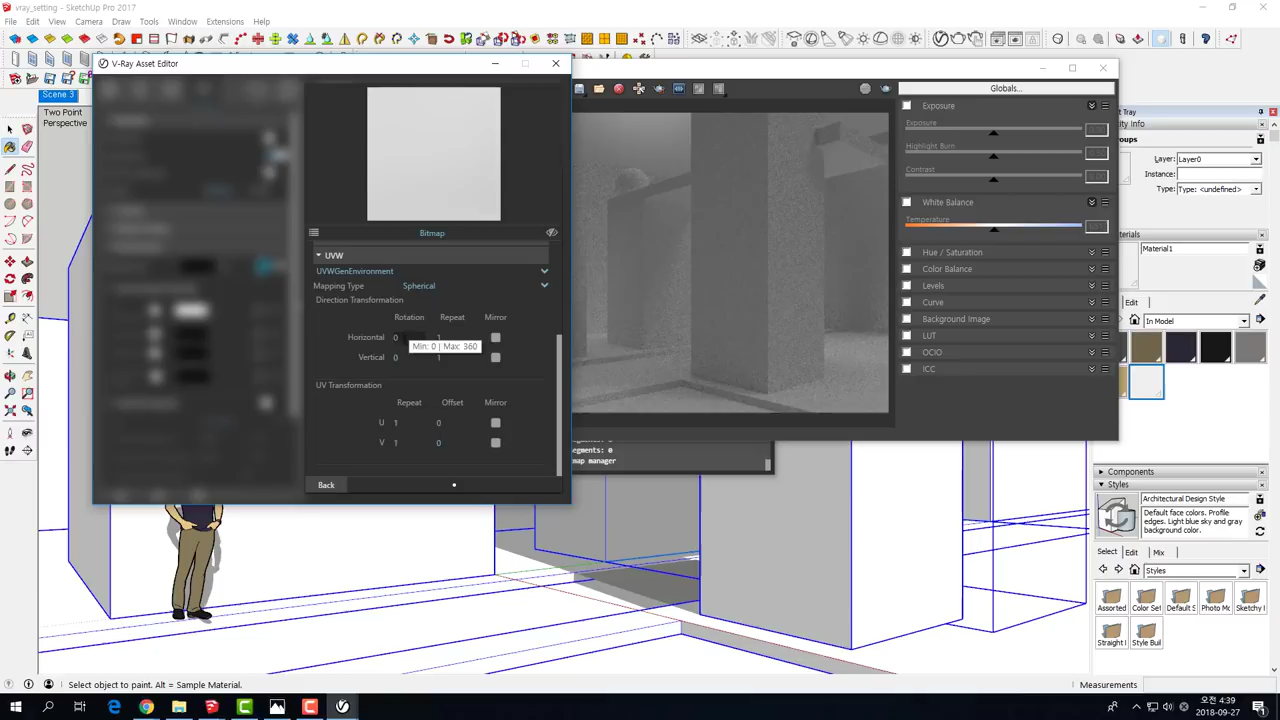 vray_setting - SketchUp Pro 2017
File Edit View Camera Draw Tools Window Extensions Help
Scene 3
Two Point
Perspective
V-Ray Asset Editor
Bitmap
UVW
UVWGenEnvironment
Mapping Type Spherical
Direction Transformation
Rotation Repeat Mirror
Horizontal 0 1
Min: 0 | Max: 360
Vertical 0 1
UV Transformation
Repeat Offset Mirror
U 1 0
V 1 0
Back
Globals...
Exposure
Exposure
Highlight Burn
Contrast
White Balance
Temperature
Hue / Saturation
Color Balance
Levels
Curve
Background Image
LUT
OCIO
ICC
segments: 0
Layer: Layer0
Instance:
Type: Type: <undefined>
Material1
Edit
In Model
Components
Styles
Architectural Design Style
Default face colors. Profile
edges. Light blue sky and gray
background color.
Select Edit Mix
Styles
Assorted
Color Set
Default S
Photo Mo
Sketchy I
Straight I
Style Buil
Select object to paint. Alt = Sample Material.
Measurements
오전 4:39
2018-09-27